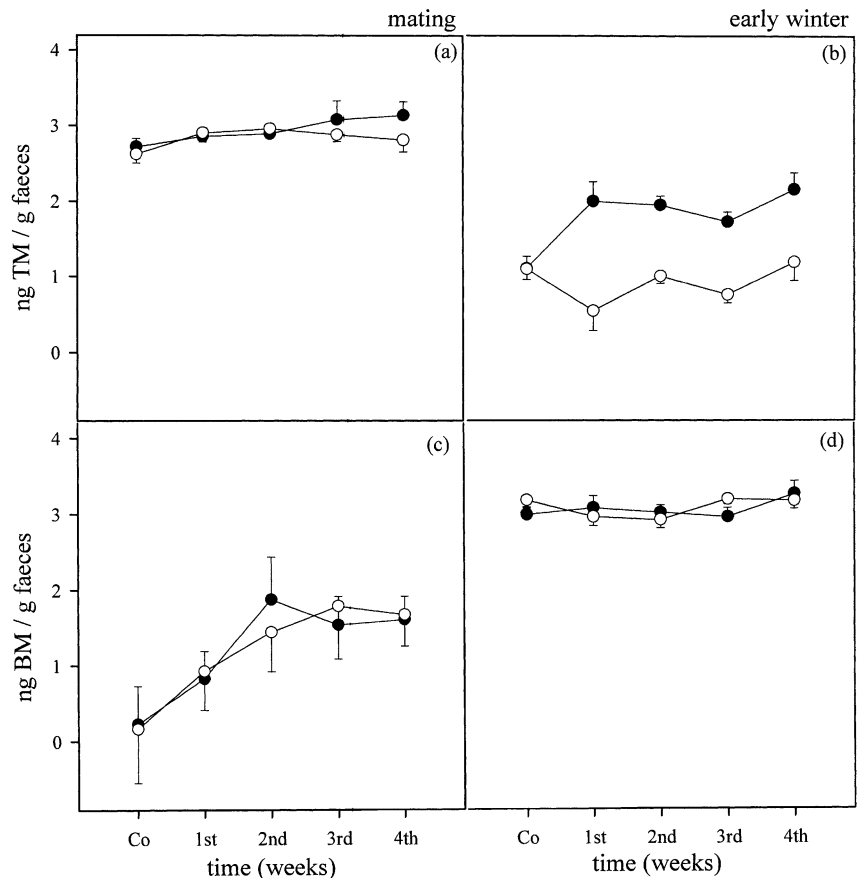 mating
early winter
(a)
(b)
4
3
2
1
0
ng TM / g faeces
(c)
(d)
4
3
2
1
0
ng BM / g faeces
Co 1st 2nd 3rd 4th
Co 1st 2nd 3rd 4th
time (weeks)
time (weeks)